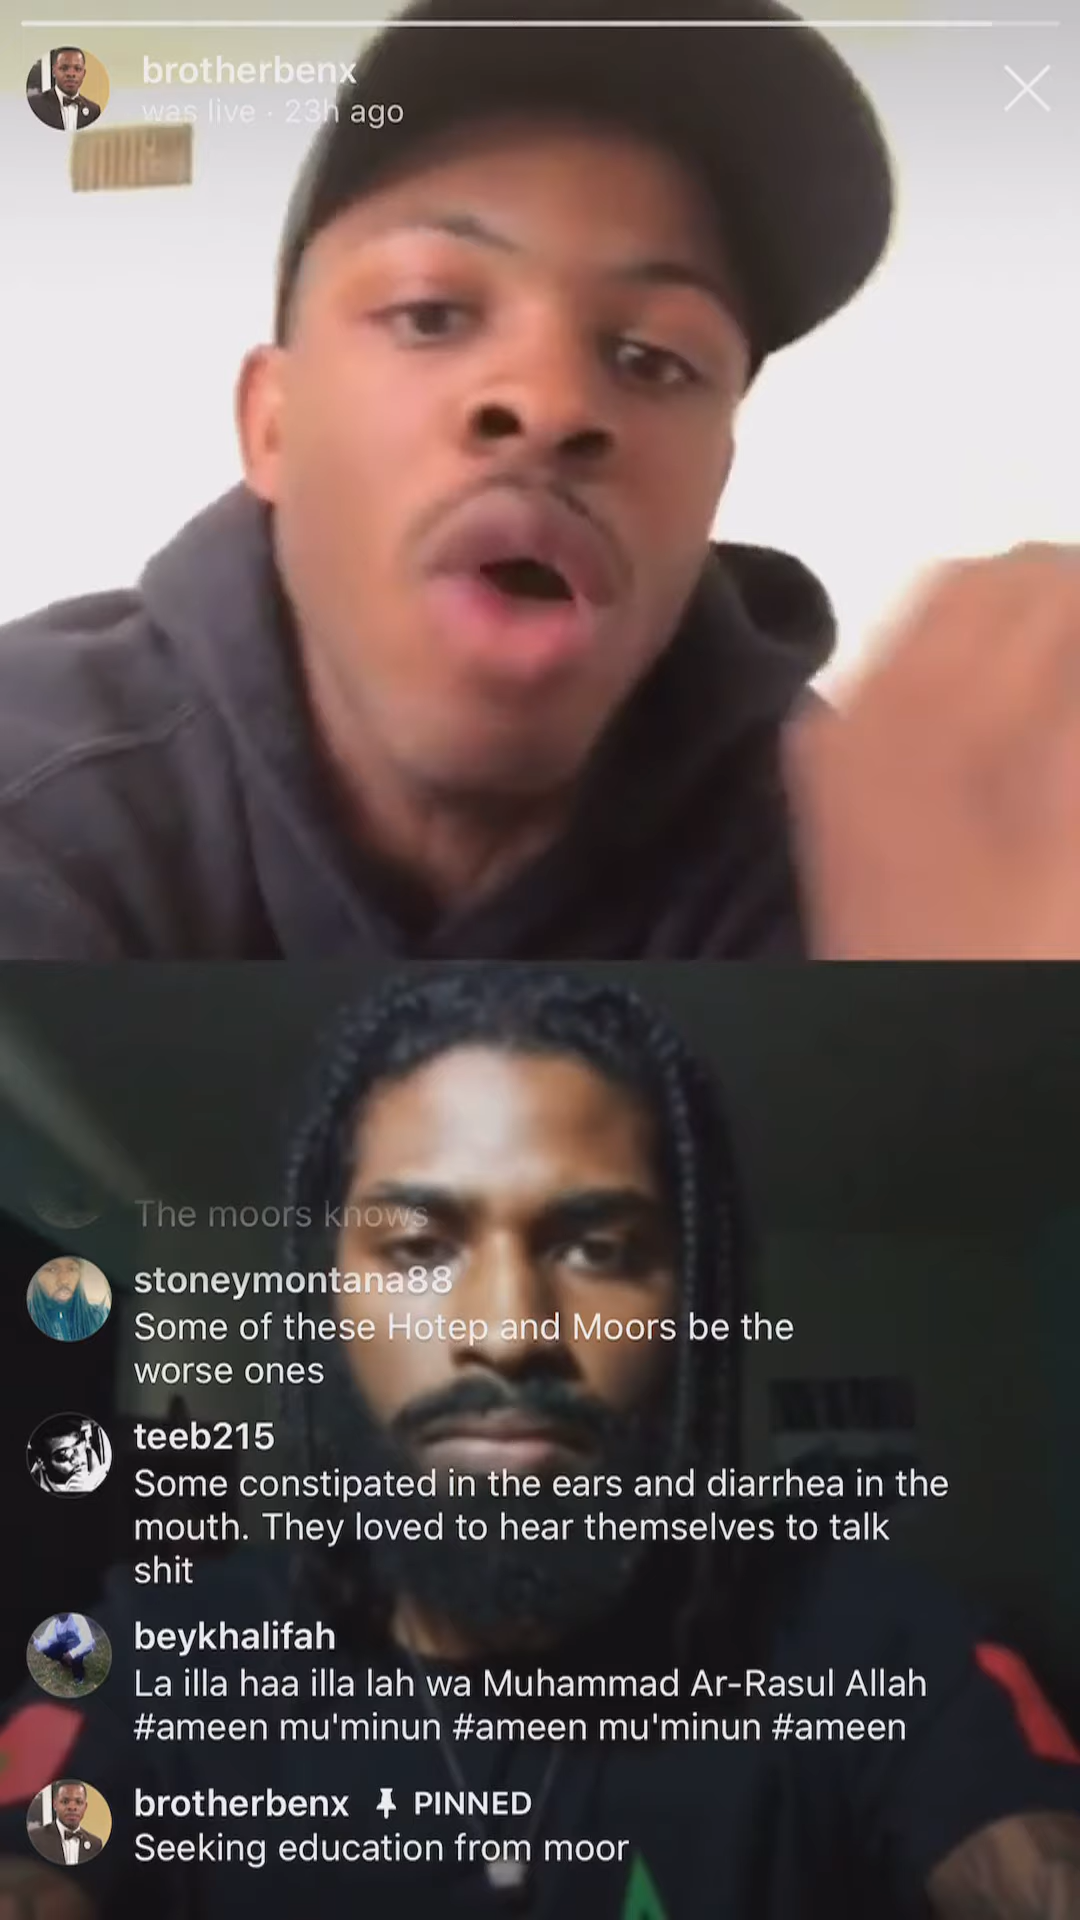 brotherbenx
was live · 23h ago
The moors knows
stoneymontana88
Some of these Hotep and Moors be the
worse ones
teeb215
Some constipated in the ears and diarrhea in the
mouth. They loved to hear themselves to talk
shit
beykhalifah
La illa haa illa lah wa Muhammad Ar-Rasul Allah
#ameen mu'minun #ameen mu'minun #ameen
brotherbenx PINNED
Seeking education from moor